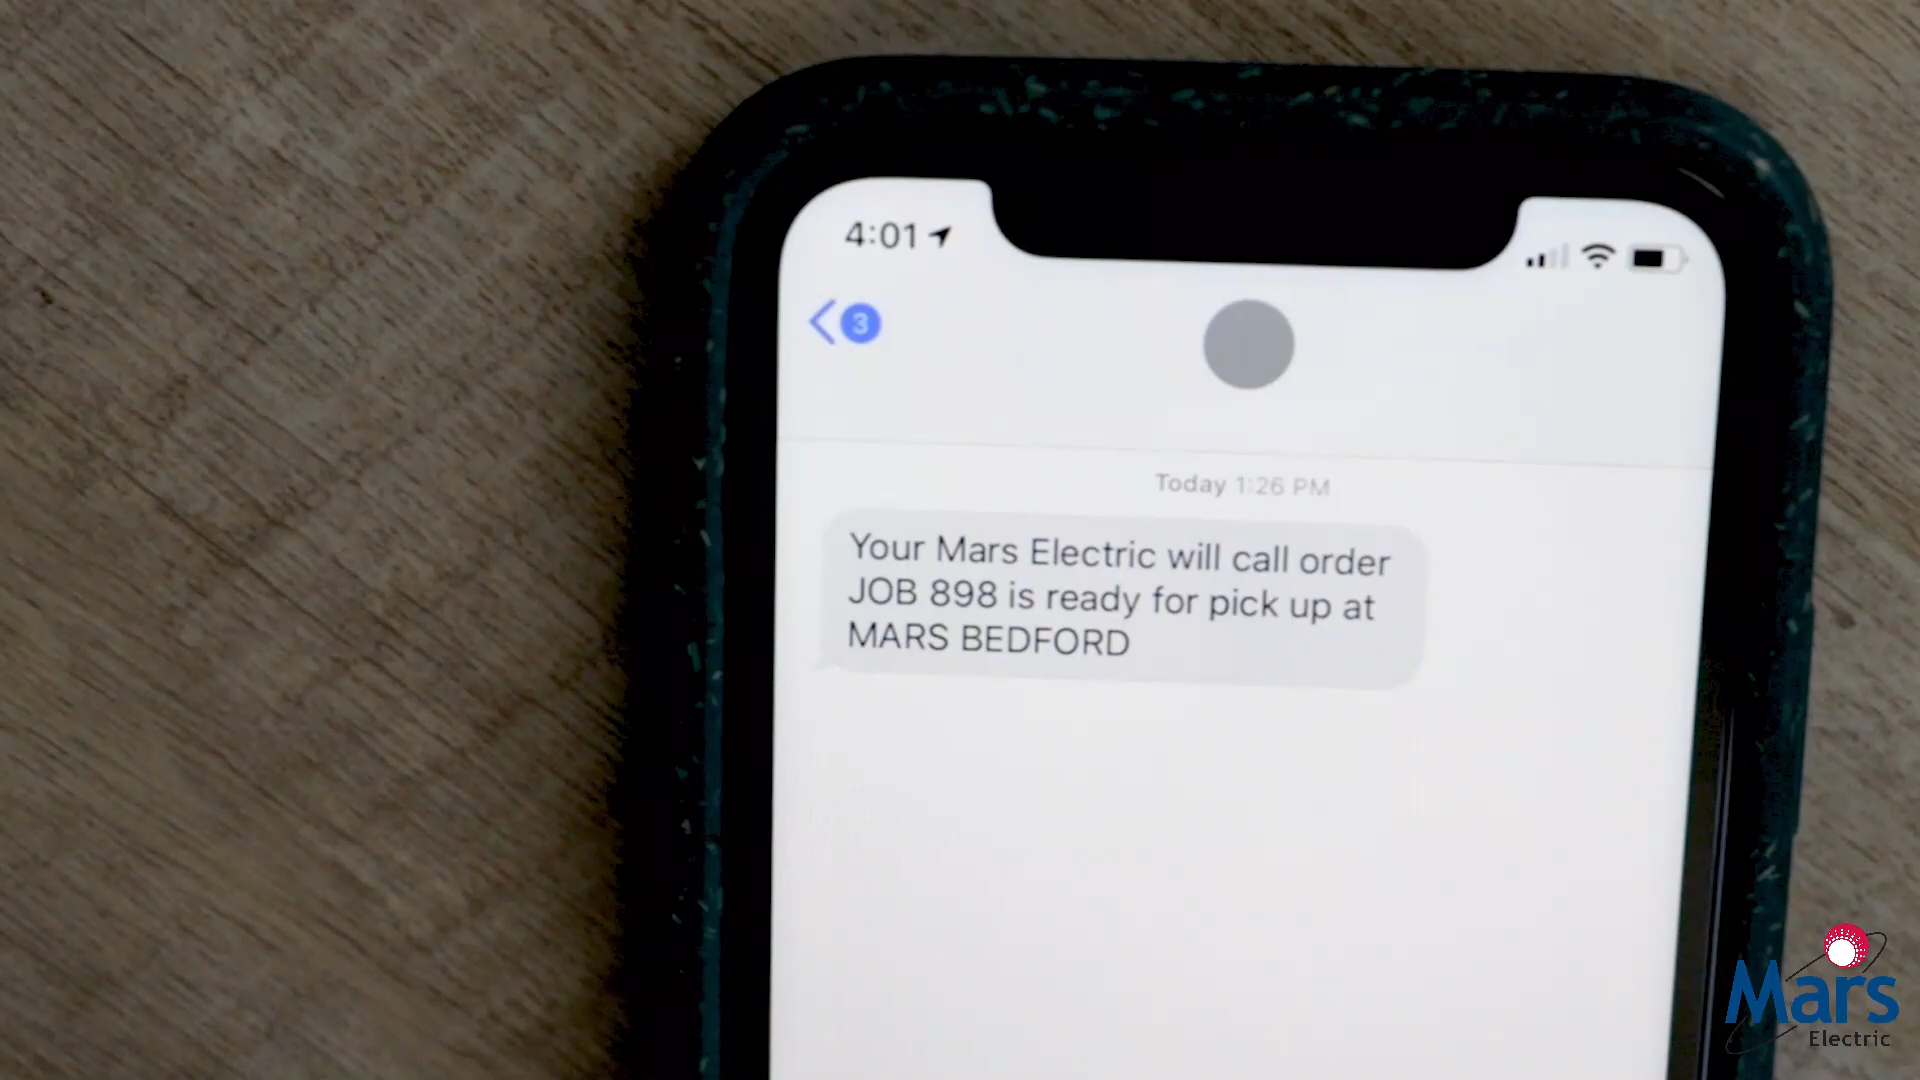 4:01
3
Today 1:26 PM
Your Mars Electric will call order
JOB 898 is ready for pick up at
MARS BEDFORD
Mars
Electric